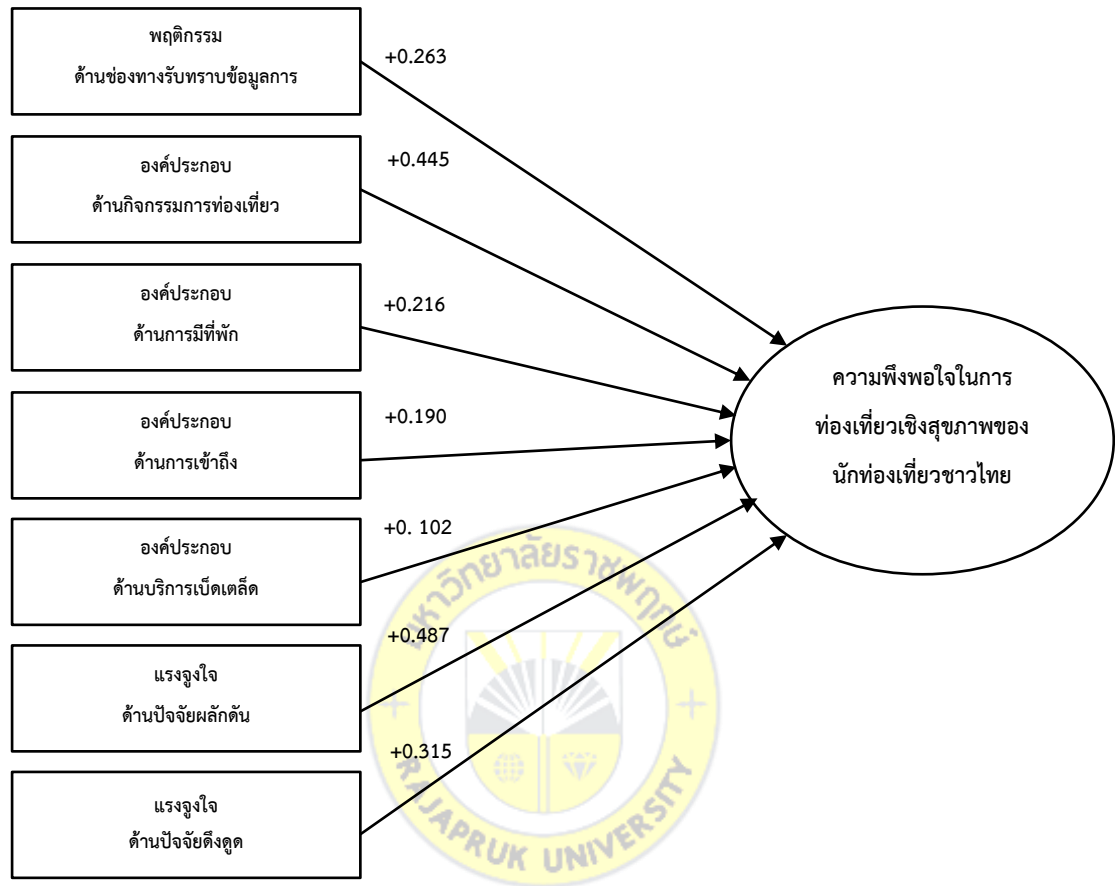 พฤติกรรม
ด้านช่องทางรับทราบข้อมูลการ
+0.263
องค์ประกอบ
ด้านกิจกรรมการท่องเที่ยว
+0.445
องค์ประกอบ
ด้านการมีที่พัก
+0.216
องค์ประกอบ
ด้านการเข้าถึง
+0.190
องค์ประกอบ
ด้านบริการเบ็ดเตล็ด
+0. 102
แรงจูงใจ
ด้านปัจจัยผลักดัน
+0.487
แรงจูงใจ
ด้านปัจจัยดึงดูด
+0.315
ความพึงพอใจในการ
ท่องเที่ยวเชิงสุขภาพของ
นักท่องเที่ยวชาวไทย
มหาวิทยาลัยราชพฤกษ์
RAJAPRUK UNIVERSITY